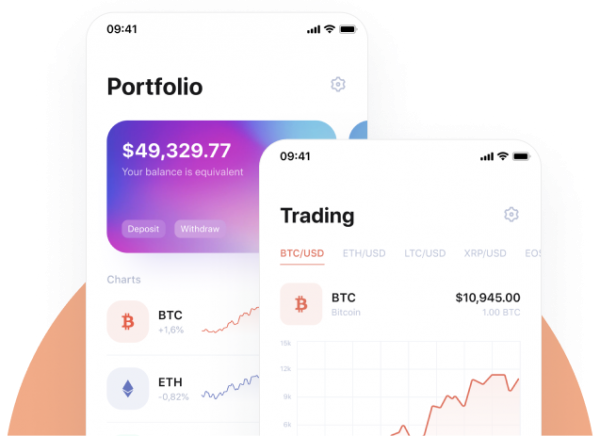 09:41
Portfolio
$49,329.77
Your balance is equivalent
Deposit
Withdraw
Charts
BTC
+1,6%
ETH
-0,82%
09:41
Trading
BTC/USD ETH/USD LTC/USD XRP/USD EOS
BTC
Bitcoin
$10,945.00
1.00 BTC
15k
12k
9k
6k